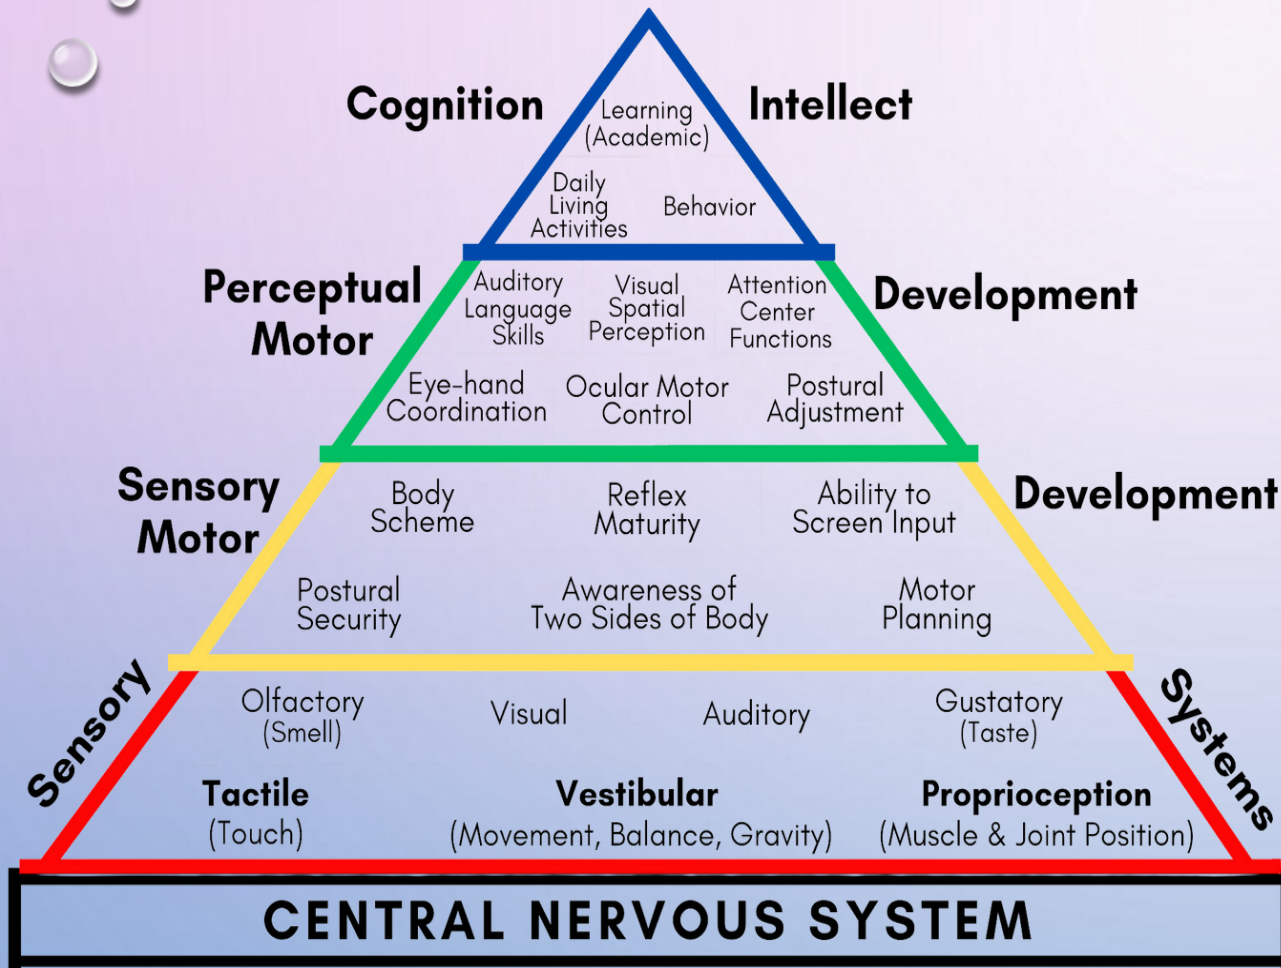 Cognition
Intellect
Learning
(Academic)
Daily
Living
Activities
Behavior
Perceptual
Motor
Development
Auditory
Language
Skills
Visual
Spatial
Perception
Attention
Center
Functions
Eye-hand
Coordination
Ocular Motor
Control
Postural
Adjustment
Sensory
Motor
Development
Body
Scheme
Reflex
Maturity
Ability to
Screen Input
Postural
Security
Awareness of
Two Sides of Body
Motor
Planning
Sensory
Systems
Olfactory
(Smell)
Visual
Auditory
Gustatory
(Taste)
Tactile
(Touch)
Vestibular
(Movement, Balance, Gravity)
Proprioception
(Muscle & Joint Position)
CENTRAL NERVOUS SYSTEM